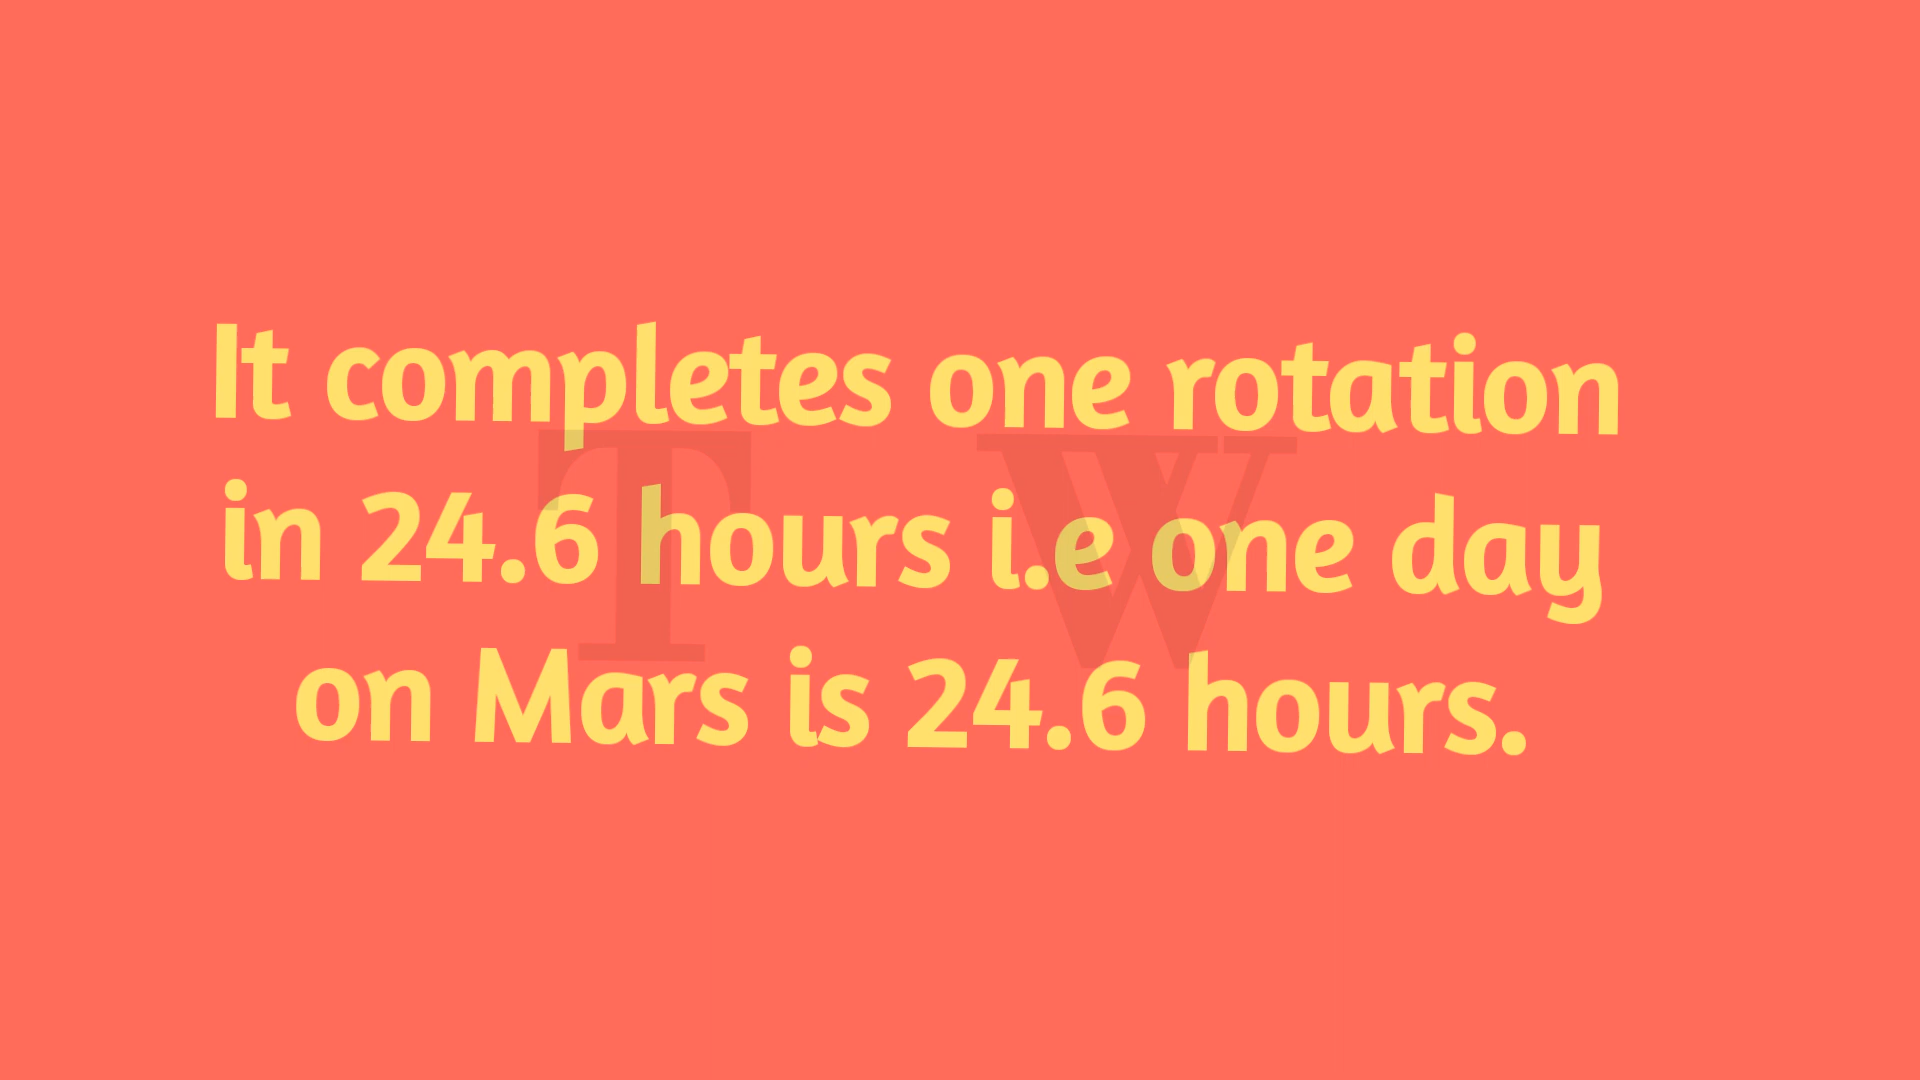 It completes one rotation
in 24.6 hours i.e one day
on Mars is 24.6 hours.
T W